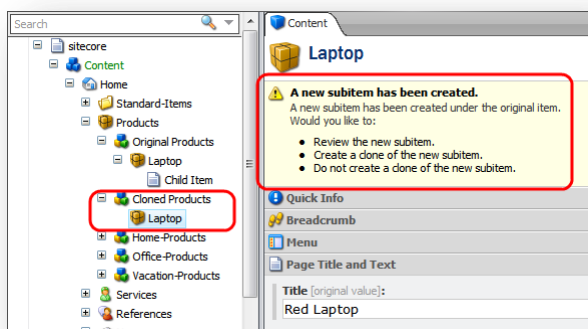 Search
sitecore
Content
Home
Standard-Items
Products
Original Products
Laptop
Child Item
Cloned Products
Laptop
Home-Products
Office-Products
Vacation-Products
Services
References
Content
Laptop
A new subitem has been created.
A new subitem has been created under the original item.
Would you like to:
• Review the new subitem.
• Create a clone of the new subitem.
• Do not create a clone of the new subitem.
Quick Info
Breadcrumb
Menu
Page Title and Text
Title [original value]:
Red Laptop